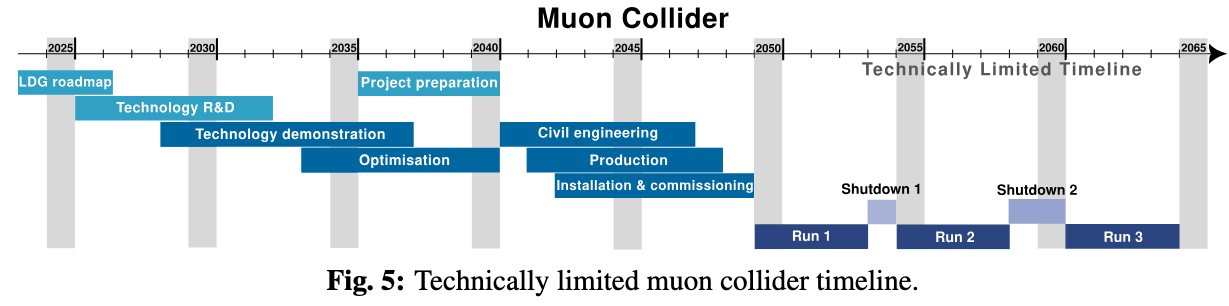 Muon Collider
2025 2030 2035 2040 2045 2050 2055 2060 2065
Technically Limited Timeline
LDG roadmap
Project preparation
Technology R&D
Technology demonstration
Civil engineering
Optimisation
Production
Installation & commissioning
Shutdown 1
Shutdown 2
Run 1
Run 2
Run 3
Fig. 5: Technically limited muon collider timeline.